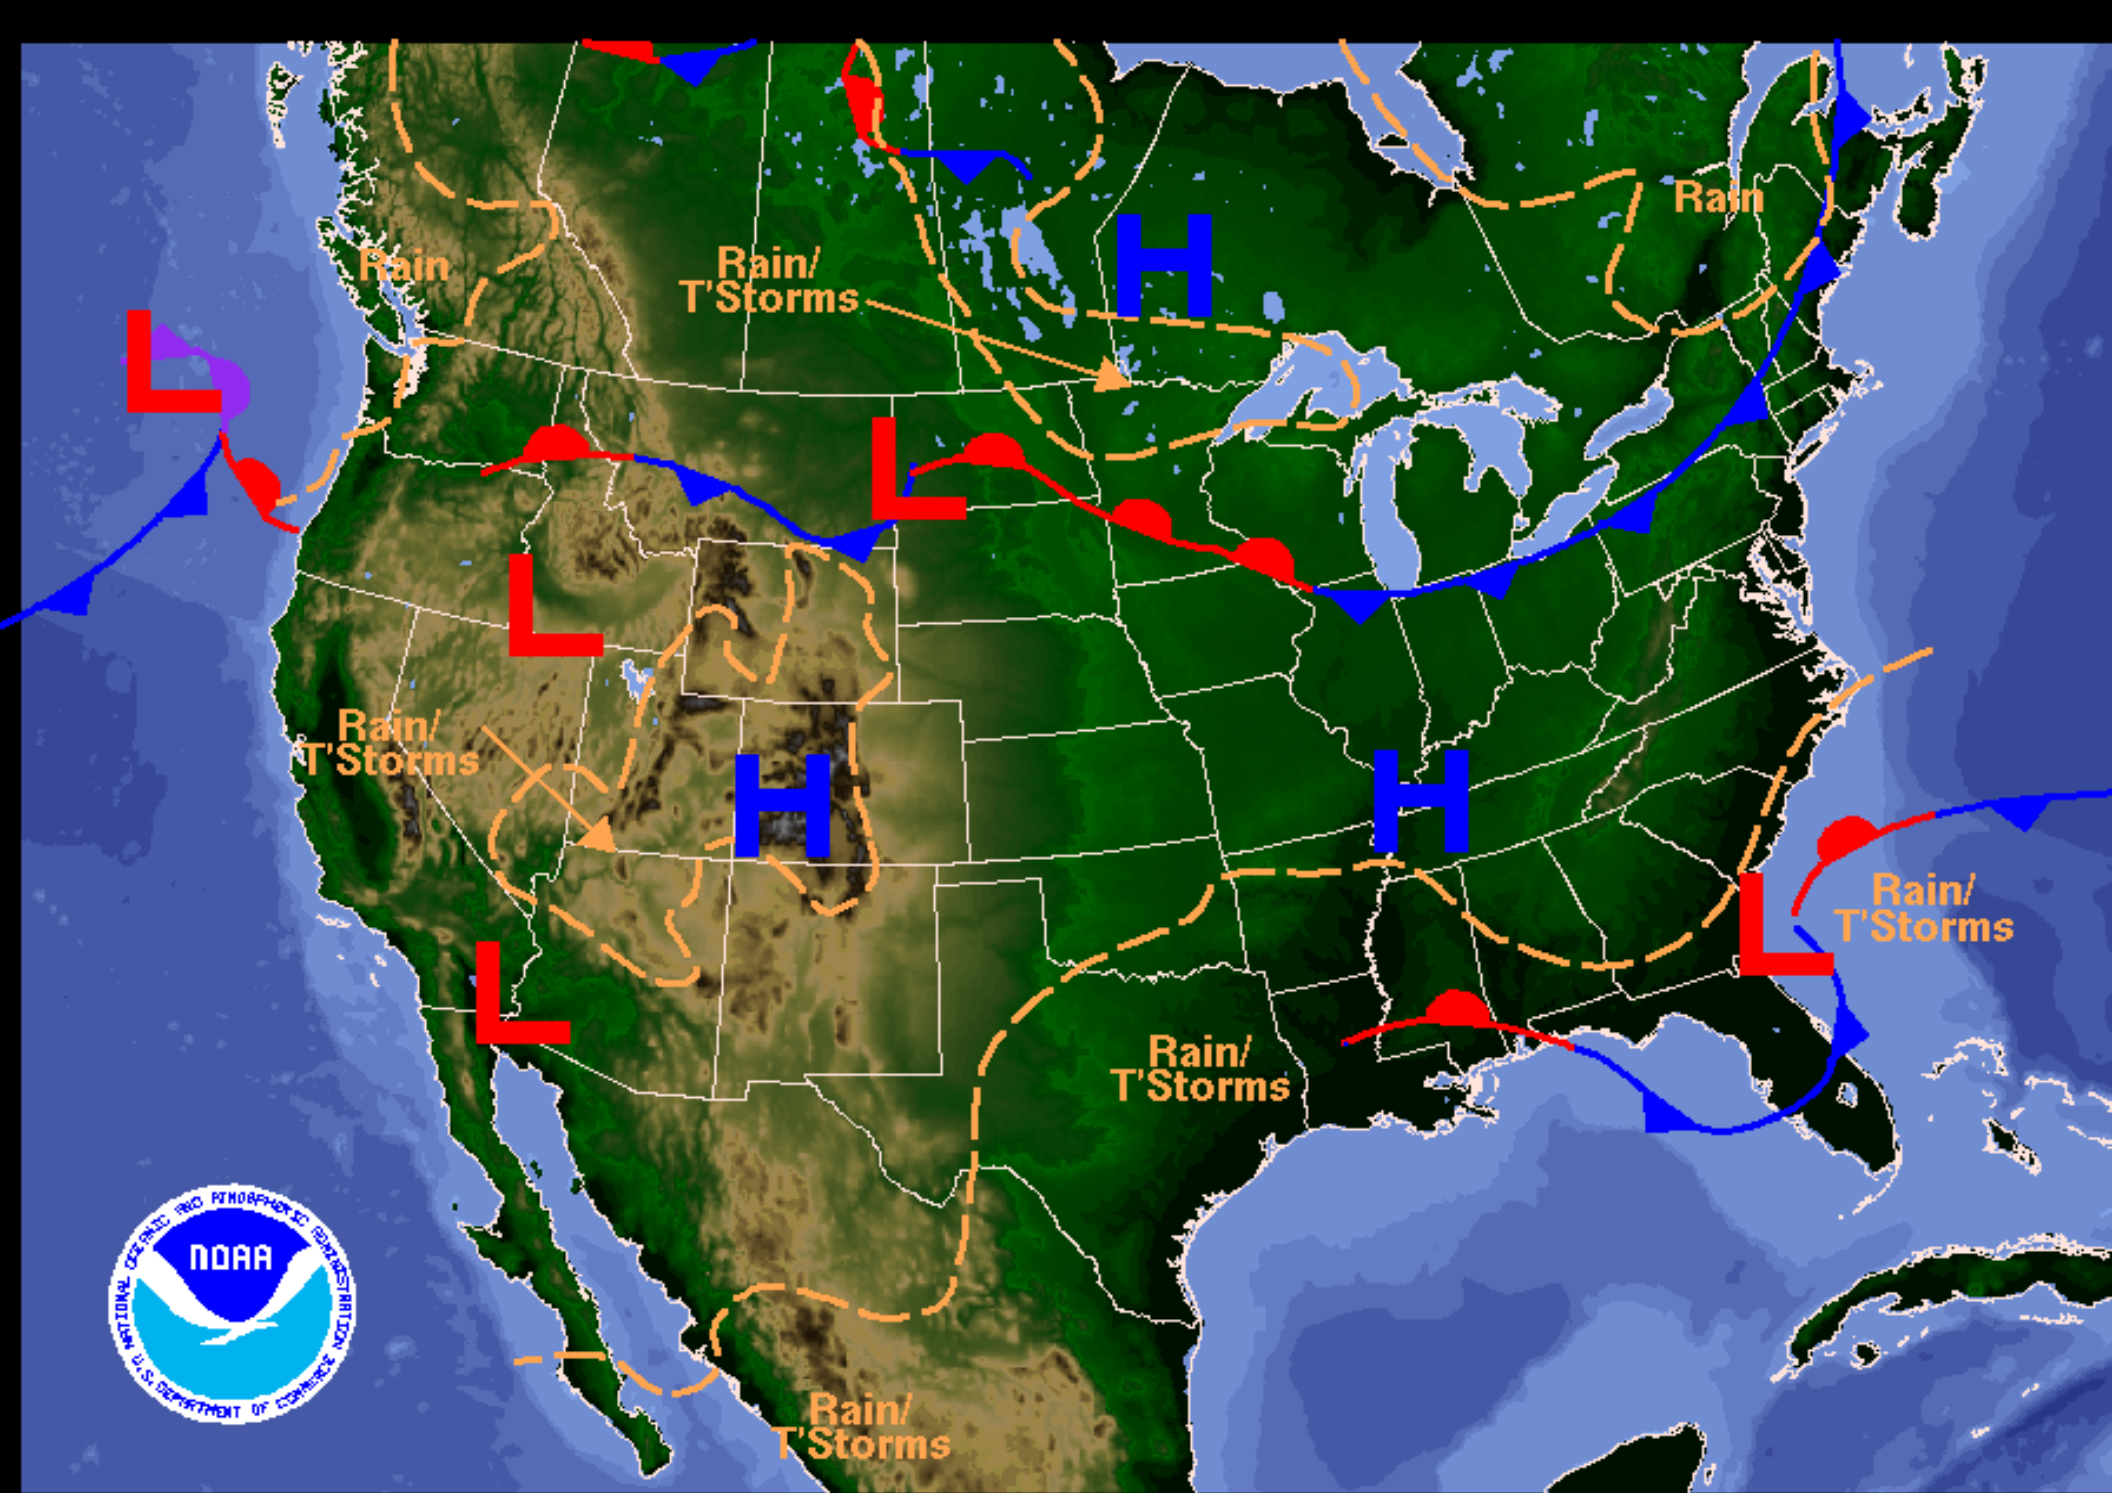 Rain
Rain
Rain/
T'Storms
H
L
L
L
Rain/
T'Storms
H
H
L
Rain/
T'Storms
L
Rain/
T'Storms
NATIONAL OCEANIC AND ATMOSPHERIC ADMINISTRATION
NOAA
U.S. DEPARTMENT OF COMMERCE
Rain/
T'Storms